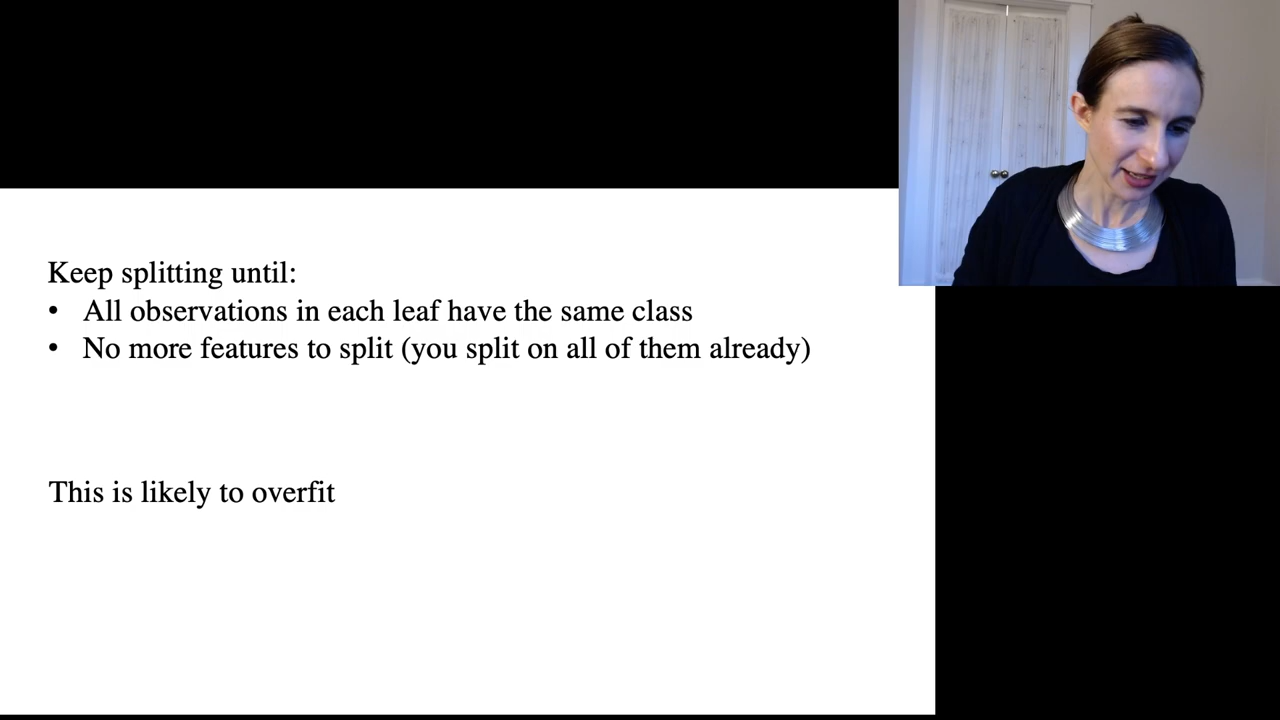 Keep splitting until:
• All observations in each leaf have the same class
• No more features to split (you split on all of them already)
This is likely to overfit